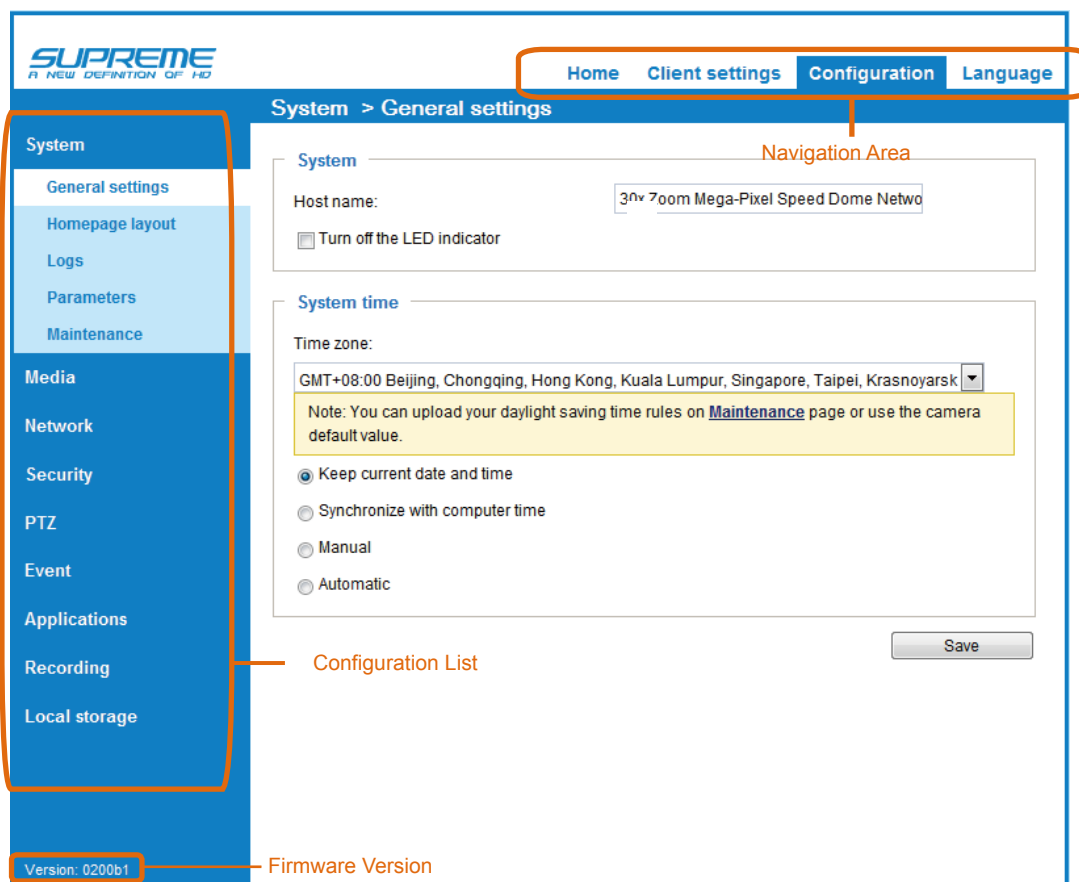 SUPREME
A NEW DEFINITION OF HD
Home Client settings Configuration Language
System > General settings
Navigation Area
System
General settings
Homepage layout
Logs
Parameters
Maintenance
Media
Network
Security
PTZ
Event
Applications
Recording
Local storage
Version: 0200b1
System
Host name: 30x Zoom Mega-Pixel Speed Dome Netwo
Turn off the LED indicator
System time
Time zone:
GMT+08:00 Beijing, Chongqing, Hong Kong, Kuala Lumpur, Singapore, Taipei, Krasnoyarsk
Note: You can upload your daylight saving time rules on Maintenance page or use the camera
default value.
Keep current date and time
Synchronize with computer time
Manual
Automatic
Save
Configuration List
Firmware Version